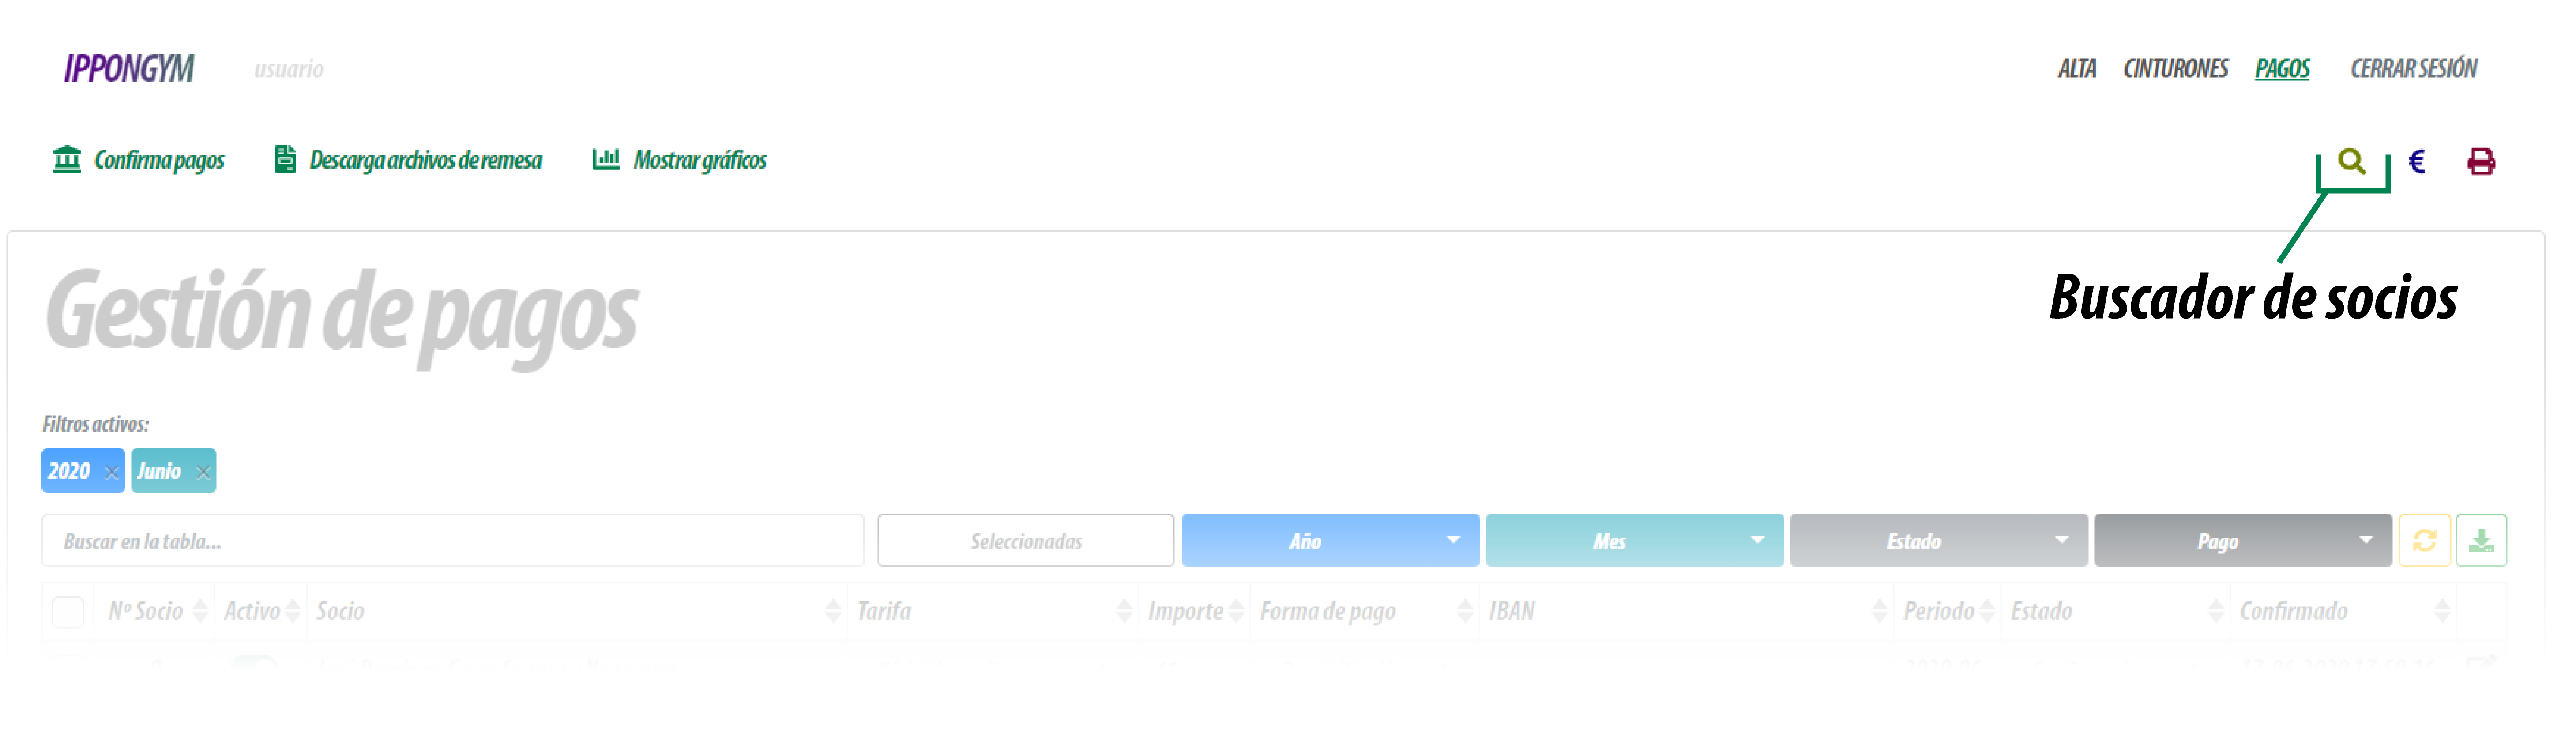 IPPONGYM usuario ALTA CINTURONES PAGOS CERRAR SESIÓN
Confirma pagos Descarga archivos de remesa Mostrar gráficos €
Buscador de socios
Gestión de pagos
Filtros activos:
2020 × Junio ×
Buscar en la tabla... Seleccionadas Año Mes Estado Pago
Nº Socio Activo Socio Tarifa Importe Forma de pago IBAN Periodo Estado Confirmado